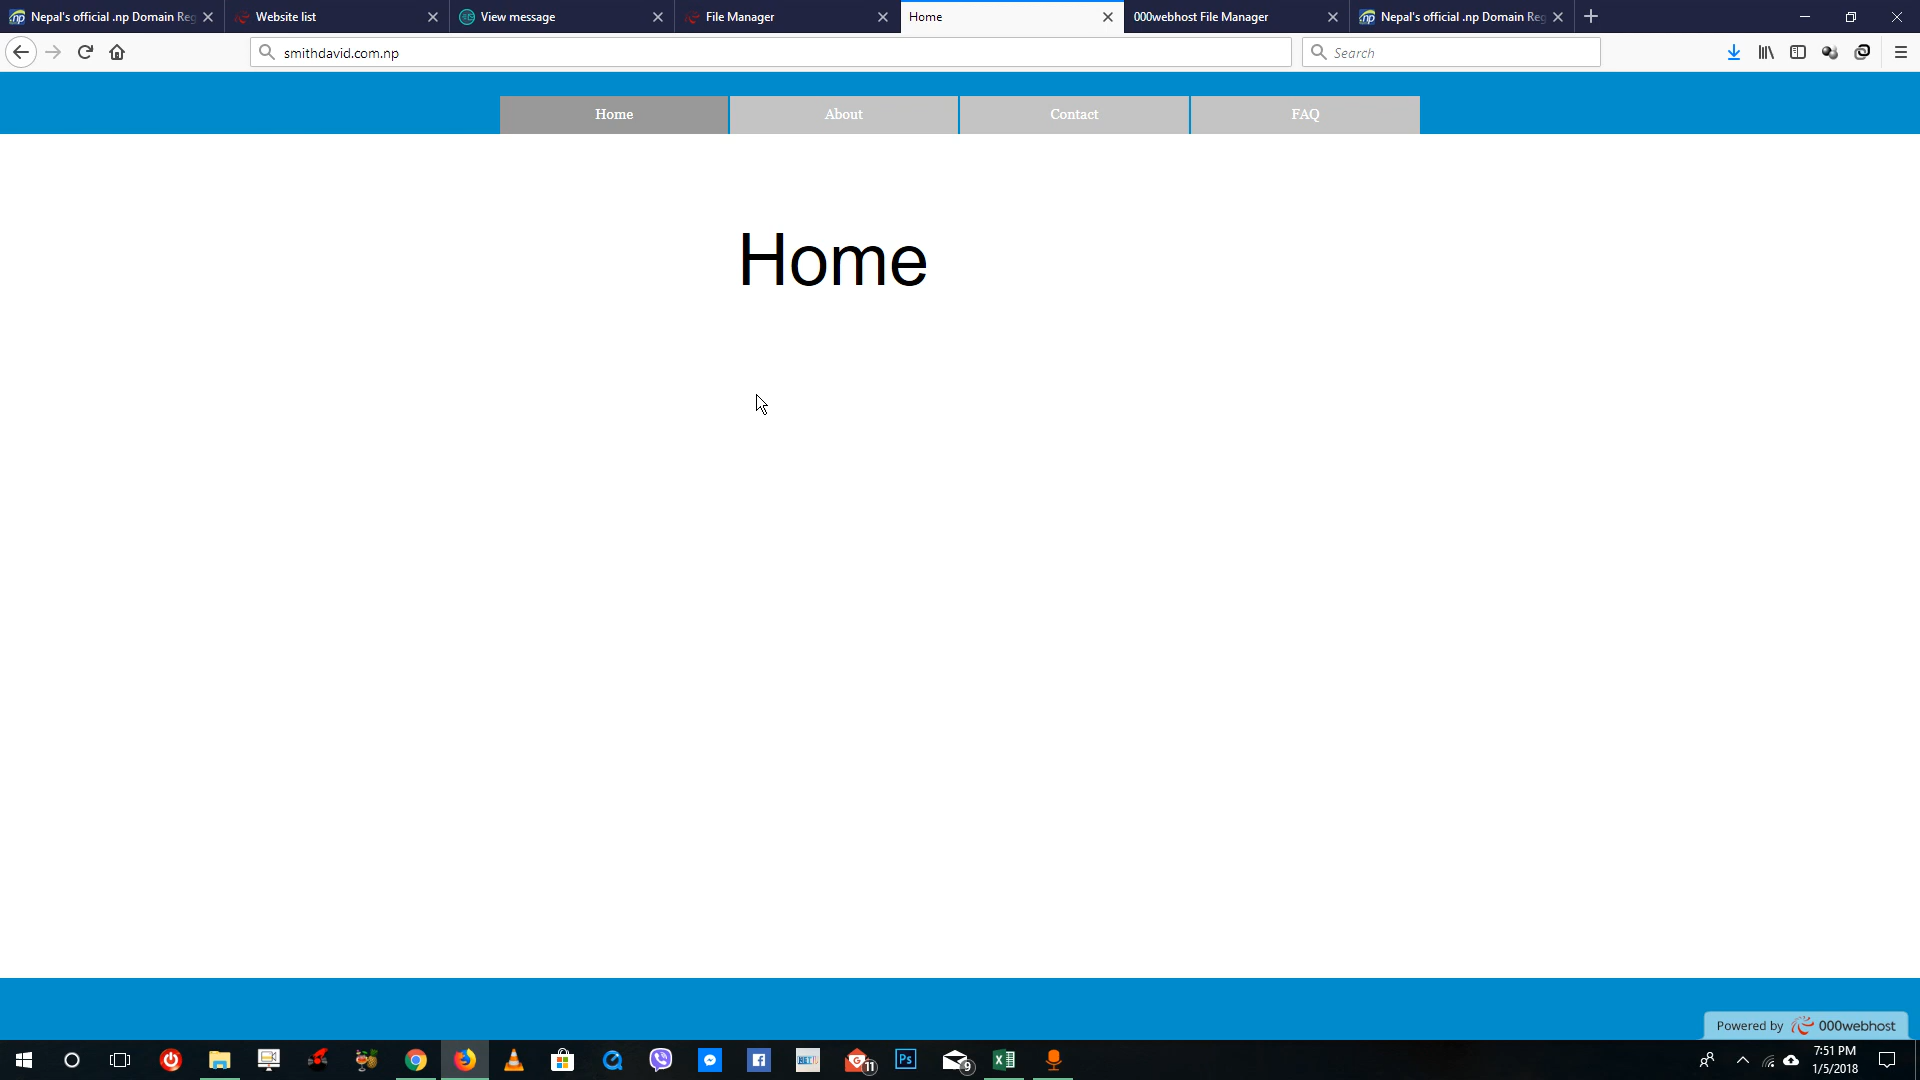 Nepal's official .np Domain Reg
Website list
View message
File Manager
Home
000webhost File Manager
Nepal's official .np Domain Reg
smithdavid.com.np
Search
Home
About
Contact
FAQ
Home
Powered by 000webhost
11
9
7:51 PM
1/5/2018